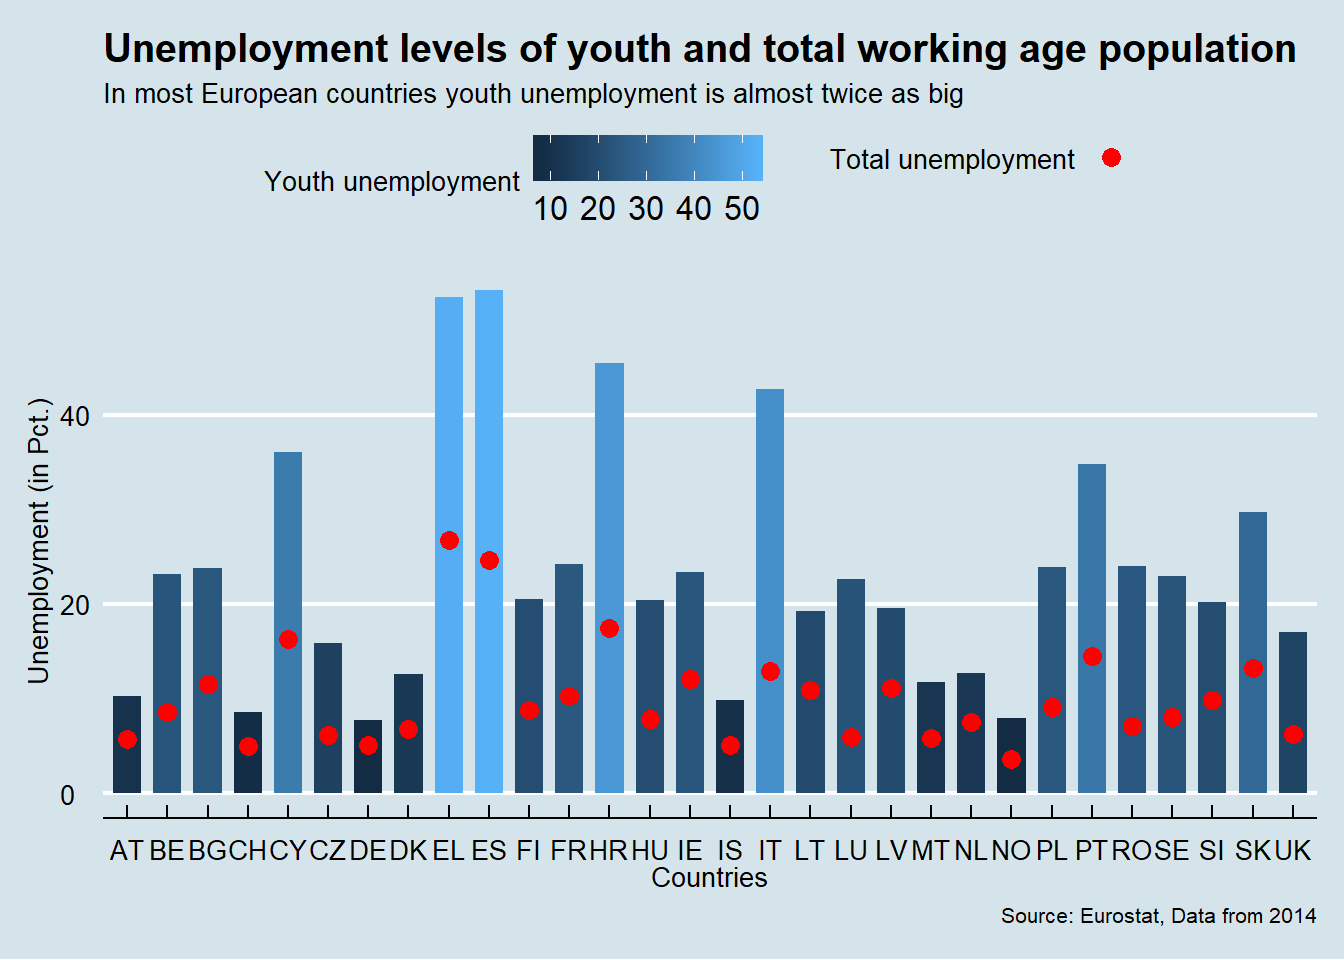 Unemployment levels of youth and total working age population
In most European countries youth unemployment is almost twice as big
Youth unemployment
10 20 30 40 50
Total unemployment
Unemployment (in Pct.)
40
20
0
AT BE BG CH CY CZ DE DK EL ES FI FR HR HU IE IS IT LT LU LV MT NL NO PL PT RO SE SI SK UK
Countries
Source: Eurostat, Data from 2014